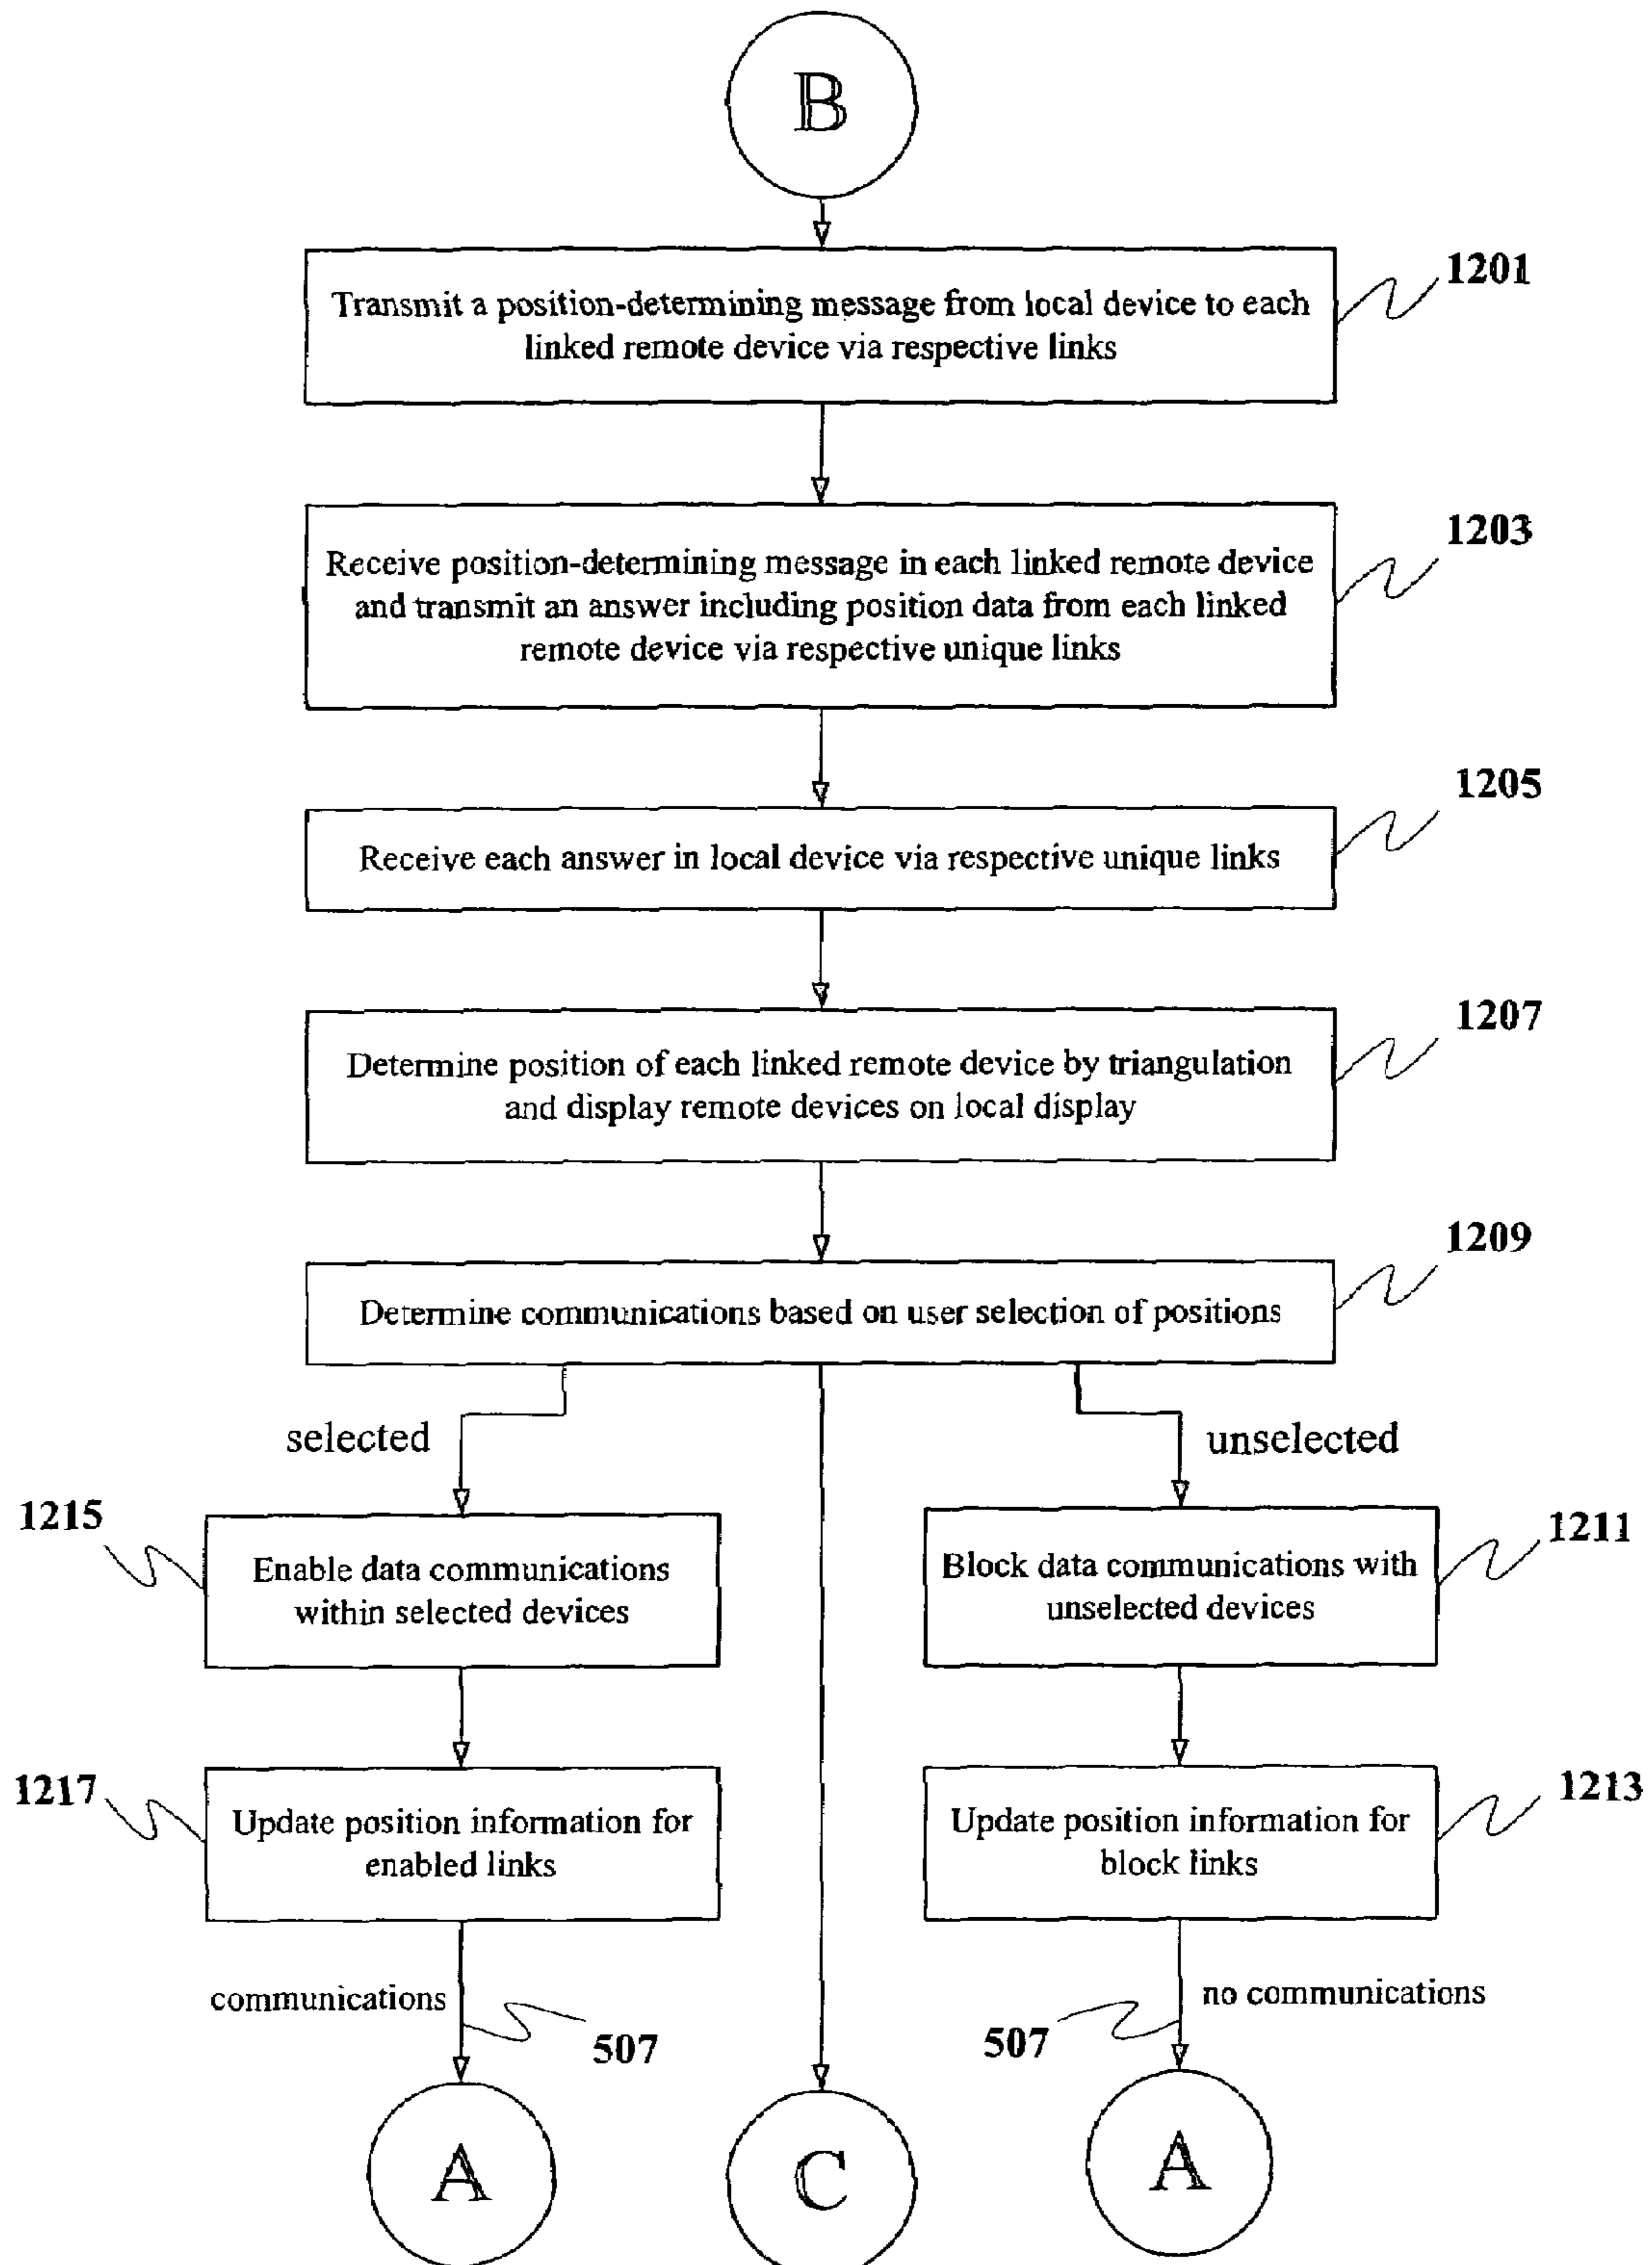 B
1201
Transmit a position-determining message from local device to each
linked remote device via respective links
1203
Receive position-determining message in each linked remote device
and transmit an answer including position data from each linked
remote device via respective unique links
1205
Receive each answer in local device via respective unique links
1207
Determine position of each linked remote device by triangulation
and display remote devices on local display
1209
Determine communications based on user selection of positions
selected
unselected
1215
Enable data communications
within selected devices
1211
Block data communications with
unselected devices
1217
Update position information for
enabled links
1213
Update position information for
block links
communications
507
no communications
507
A
C
A